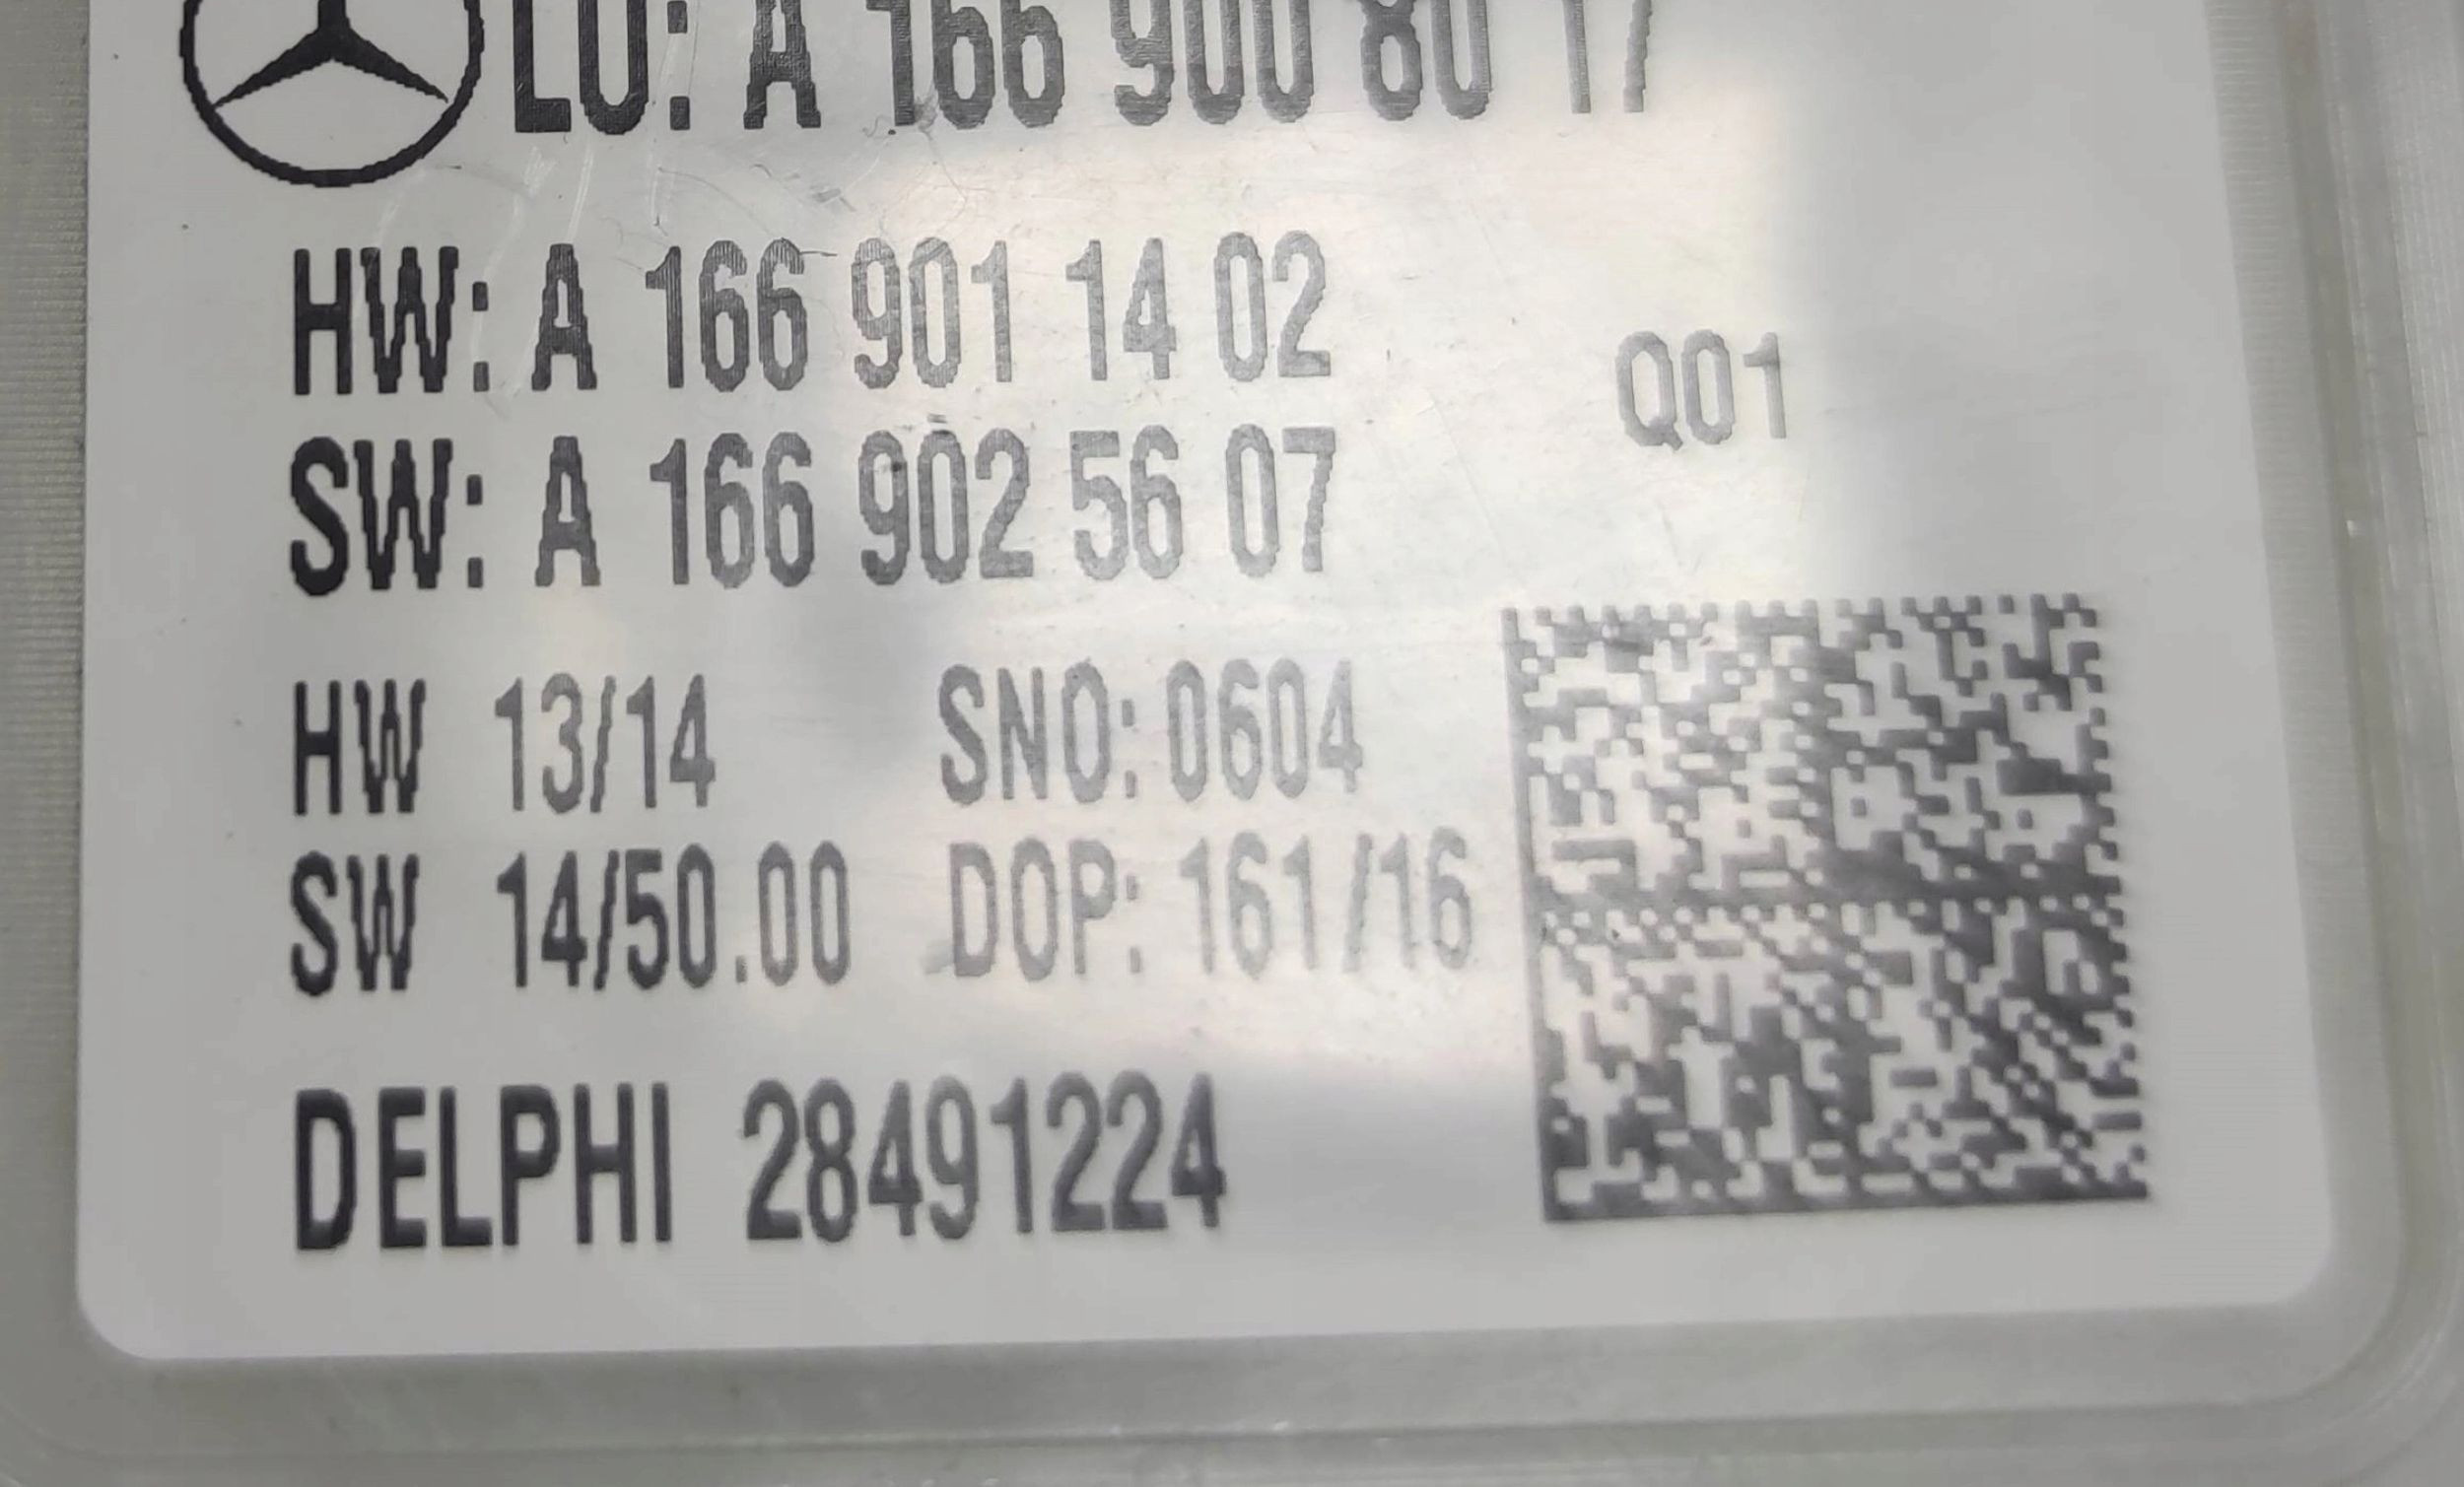 LU: A 166 900 80 17
HW: A 166 901 14 02
Q01
SW: A 166 902 56 07
HW 13/14 SNO: 0604
SW 14/50.00 DOP: 161/16
DELPHI 28491224